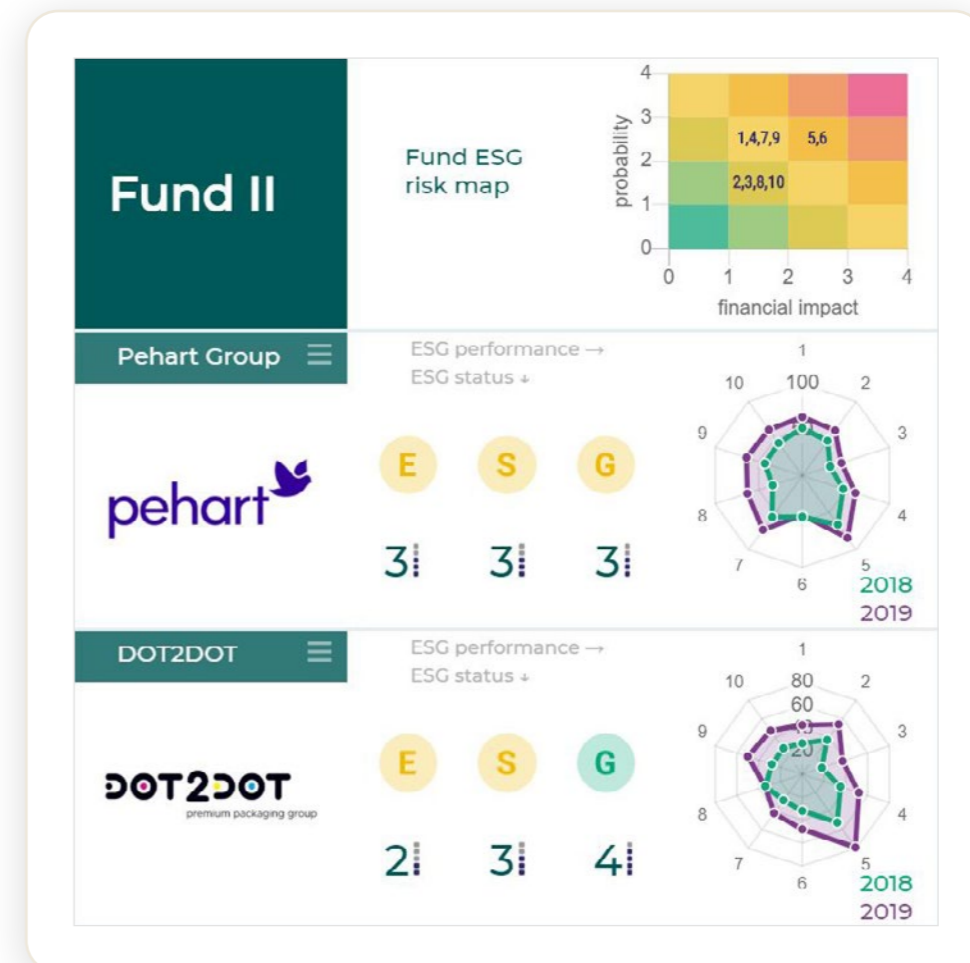 Fund II
Fund ESG
risk map
probability
4
3
2
1
0
1,4,7,9
5,6
2,3,8,10
0 1 2 3 4
financial impact
Pehart Group
ESG performance →
ESG status ↓
pehart
E S G
3 3 3
1
2
3
4
5
6
7
8
9
10
100
2018
2019
DOT2DOT
ESG performance →
ESG status ↓
DOT2DOT
premium packaging group
E S G
2 3 4
1
2
3
4
5
6
7
8
9
10
80
60
20
2018
2019